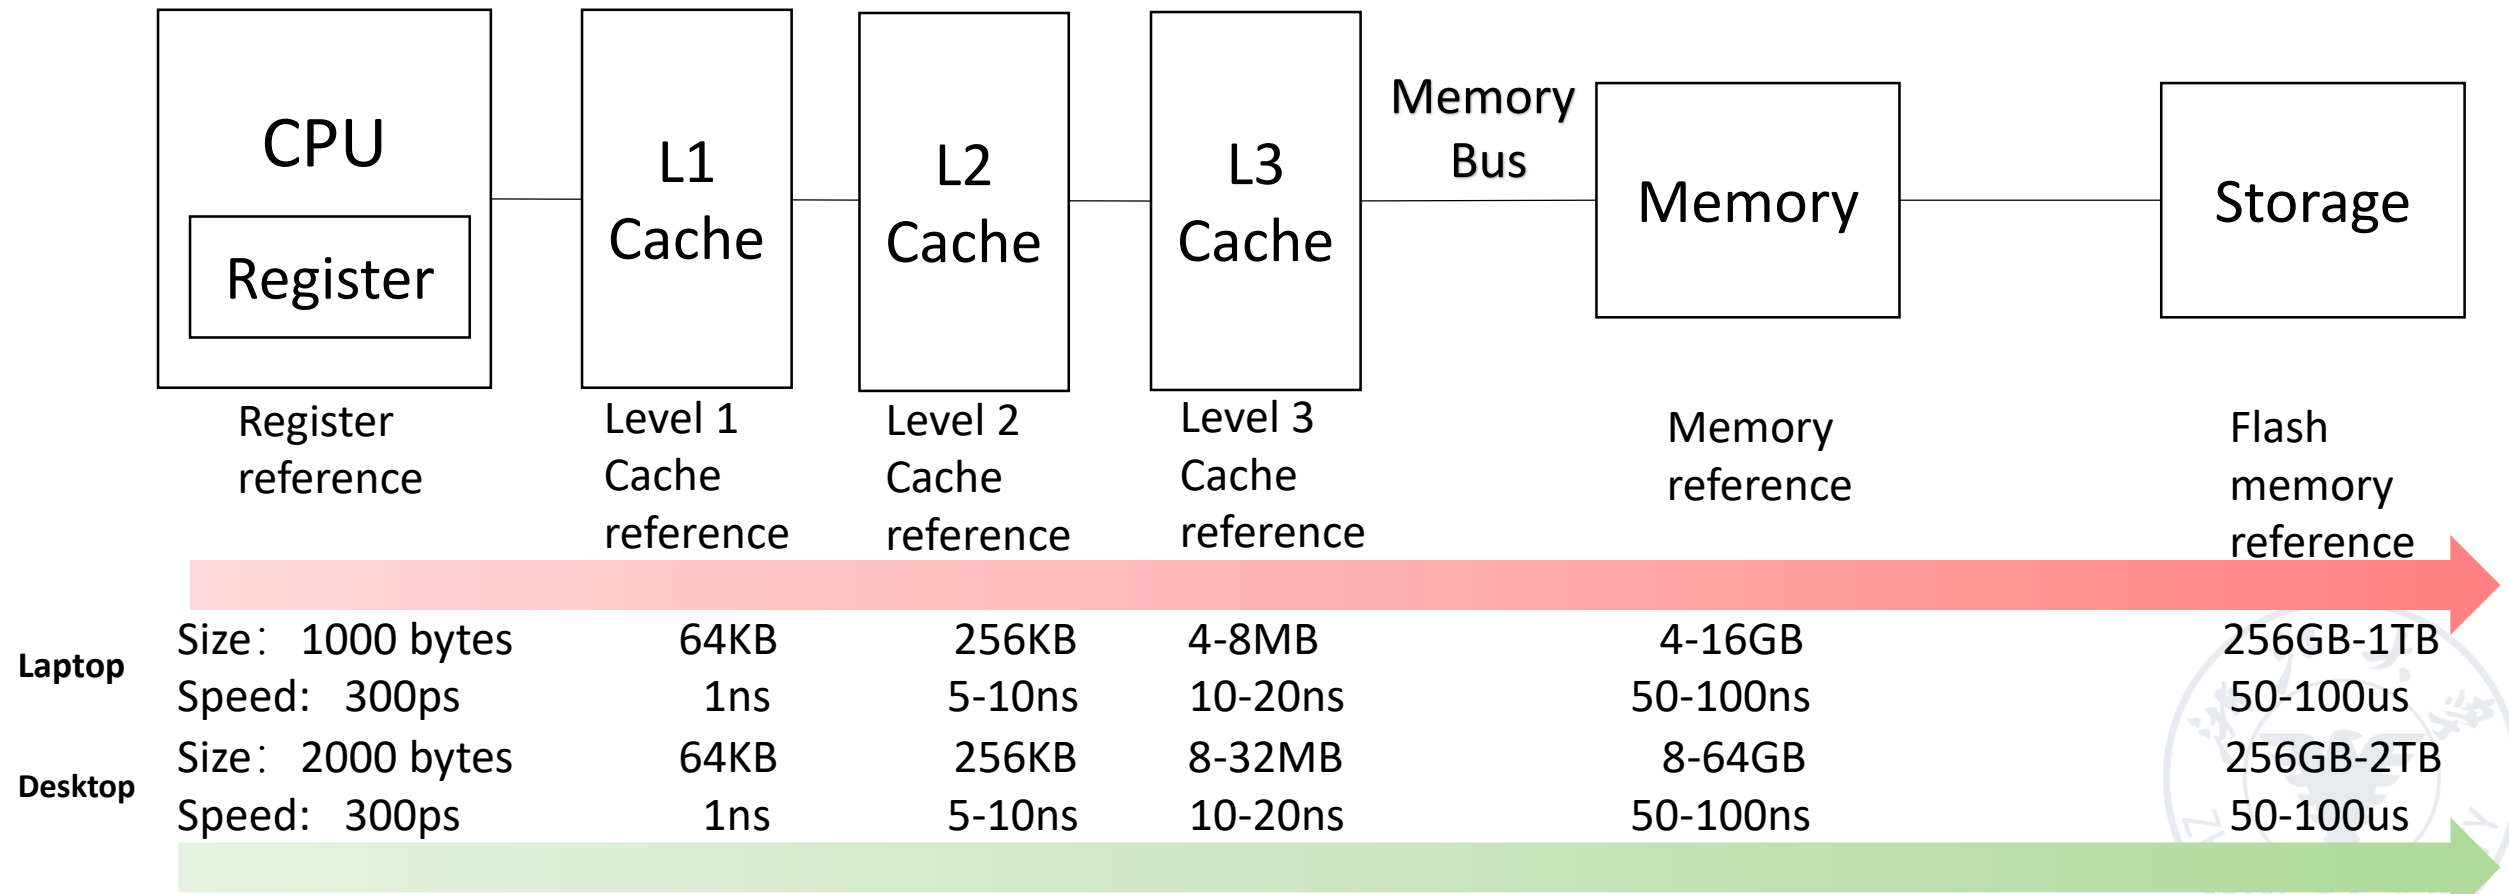 CPU
Register
L1
Cache
L2
Cache
L3
Cache
Memory
Bus
Memory
Storage
Register
reference
Level 1
Cache
reference
Level 2
Cache
reference
Level 3
Cache
reference
Memory
reference
Flash
memory
reference
Laptop
Size： 1000 bytes 64KB 256KB 4-8MB 4-16GB 256GB-1TB
Speed: 300ps 1ns 5-10ns 10-20ns 50-100ns 50-100us
Desktop
Size： 2000 bytes 64KB 256KB 8-32MB 8-64GB 256GB-2TB
Speed: 300ps 1ns 5-10ns 10-20ns 50-100ns 50-100us